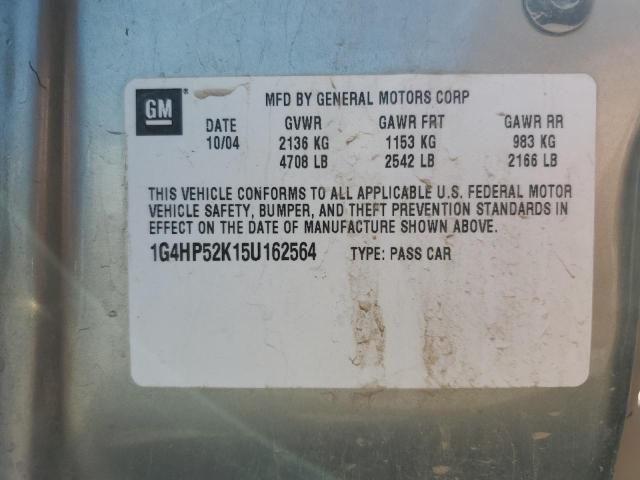 GM ® MFD BY GENERAL MOTORS CORP
DATE GVWR GAWR FRT GAWR RR
10/04 2136 KG 1153 KG 983 KG
4708 LB 2542 LB 2166 LB
THIS VEHICLE CONFORMS TO ALL APPLICABLE U.S. FEDERAL MOTOR
VEHICLE SAFETY, BUMPER, AND THEFT PREVENTION STANDARDS IN
EFFECT ON THE DATE OF MANUFACTURE SHOWN ABOVE.
1G4HP52K15U162564 TYPE: PASS CAR